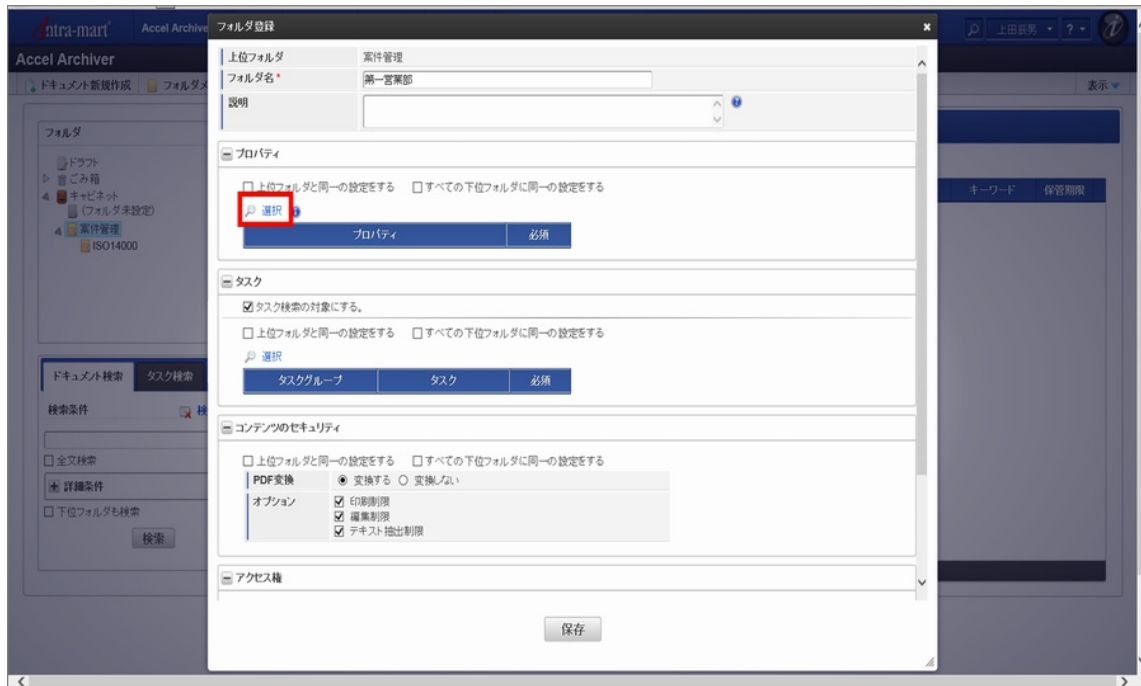 intra-mart
Accel Archive
上田辰男
?
Accel Archiver
ドキュメント新規作成
フォルダメ
表示
フォルダ
ドラフト
ごみ箱
キャビネット
(フォルダ未設定)
案件管理
ISO14000
ドキュメント検索
タスク検索
検索条件
検
全文検索
詳細条件
下位フォルダも検索
検索
キーワード
保管期限
フォルダ登録
上位フォルダ 案件管理
フォルダ名* 第一営業部
説明
プロパティ
上位フォルダと同一の設定をする すべての下位フォルダに同一の設定をする
選択
プロパティ 必須
タスク
タスク検索の対象にする。
上位フォルダと同一の設定をする すべての下位フォルダに同一の設定をする
選択
タスクグループ タスク 必須
コンテンツのセキュリティ
上位フォルダと同一の設定をする すべての下位フォルダに同一の設定をする
PDF変換 変換する 変換しない
オプション 印刷制限
編集制限
テキスト抽出制限
アクセス権
保存